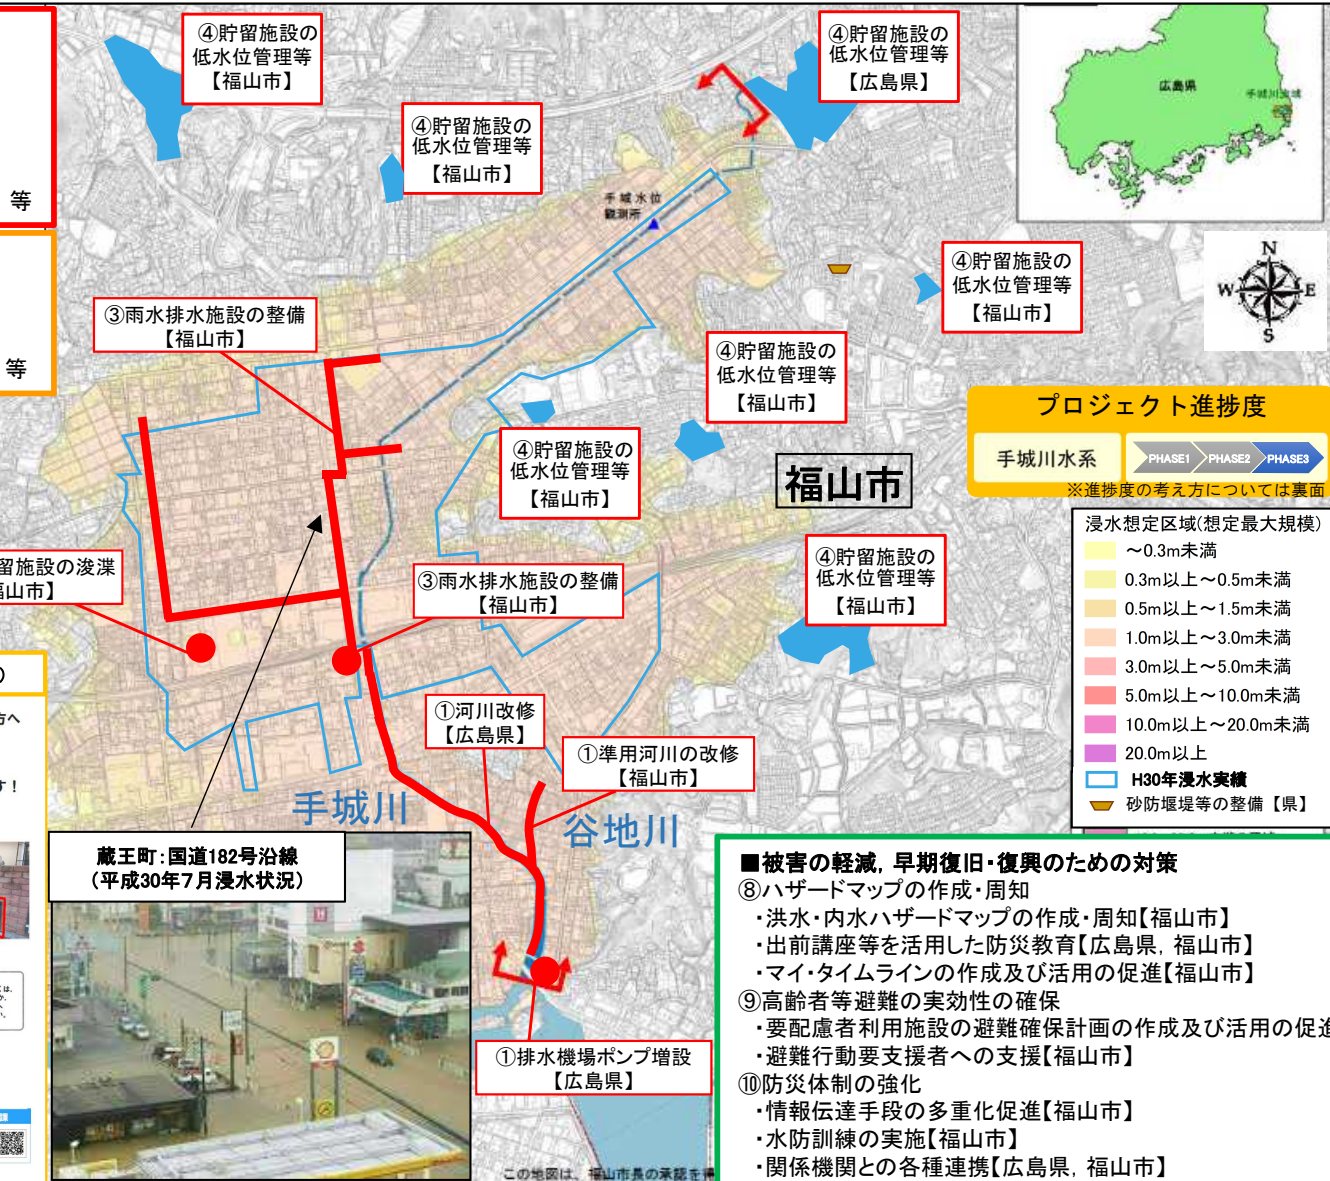 等
等
④貯留施設の
低水位管理等
【福山市】
④貯留施設の
低水位管理等
【福山市】
④貯留施設の
低水位管理等
【広島県】
広島県
手城川流域
手城水位
観測所
N
W
E
S
④貯留施設の
低水位管理等
【福山市】
③雨水排水施設の整備
【福山市】
④貯留施設の
低水位管理等
【福山市】
④貯留施設の
低水位管理等
【福山市】
福山市
プロジェクト進捗度
手城川水系
PHASE1
PHASE2
PHASE3
※進捗度の考え方については裏面
浸水想定区域(想定最大規模)
～0.3m未満
0.3m以上～0.5m未満
0.5m以上～1.5m未満
1.0m以上～3.0m未満
3.0m以上～5.0m未満
5.0m以上～10.0m未満
10.0m以上～20.0m未満
20.0m以上
H30年浸水実績
砂防堰堤等の整備【県】
④貯留施設の
低水位管理等
【福山市】
留施設の浚渫
山市】
③雨水排水施設の整備
【福山市】
方へ
す！
①河川改修
【広島県】
①準用河川の改修
【福山市】
手城川
谷地川
蔵王町：国道182号沿線
（平成30年7月浸水状況）
①排水機場ポンプ増設
【広島県】
この地図は、福山市長の承認を得
■被害の軽減，早期復旧・復興のための対策
⑧ハザードマップの作成・周知
・洪水・内水ハザードマップの作成・周知【福山市】
・出前講座等を活用した防災教育【広島県，福山市】
・マイ・タイムラインの作成及び活用の促進【福山市】
⑨高齢者等避難の実効性の確保
・要配慮者利用施設の避難確保計画の作成及び活用の促進
・避難行動要支援者への支援【福山市】
⑩防災体制の強化
・情報伝達手段の多重化促進【福山市】
・水防訓練の実施【福山市】
・関係機関との各種連携【広島県，福山市】